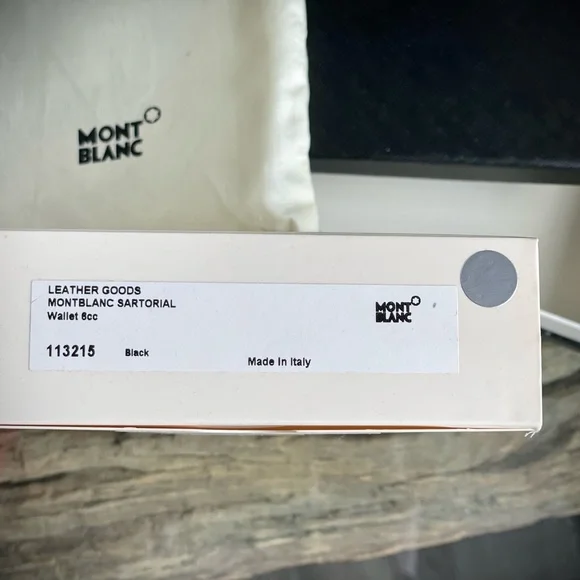 MONT
BLANC
LEATHER GOODS
MONTBLANC SARTORIAL
Wallet 6cc
MONT
BLANC
113215 Black
Made in Italy